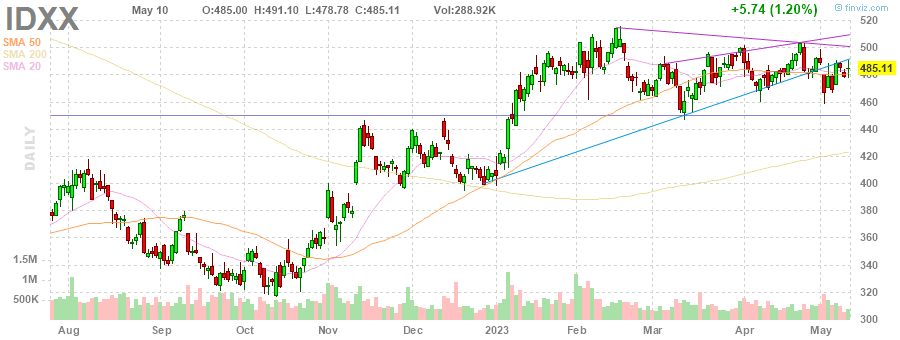 IDXX May 10 O:485.00 H:491.10 L:478.78 C:485.11 Vol:288.92K +5.74 (1.20%) © finviz.com
SMA 50
SMA 200
SMA 20
DAILY
520
500
485.11
480
460
440
420
400
380
360
340
320
300
1.5M
1M
500K
Aug Sep Oct Nov Dec 2023 Feb Mar Apr May